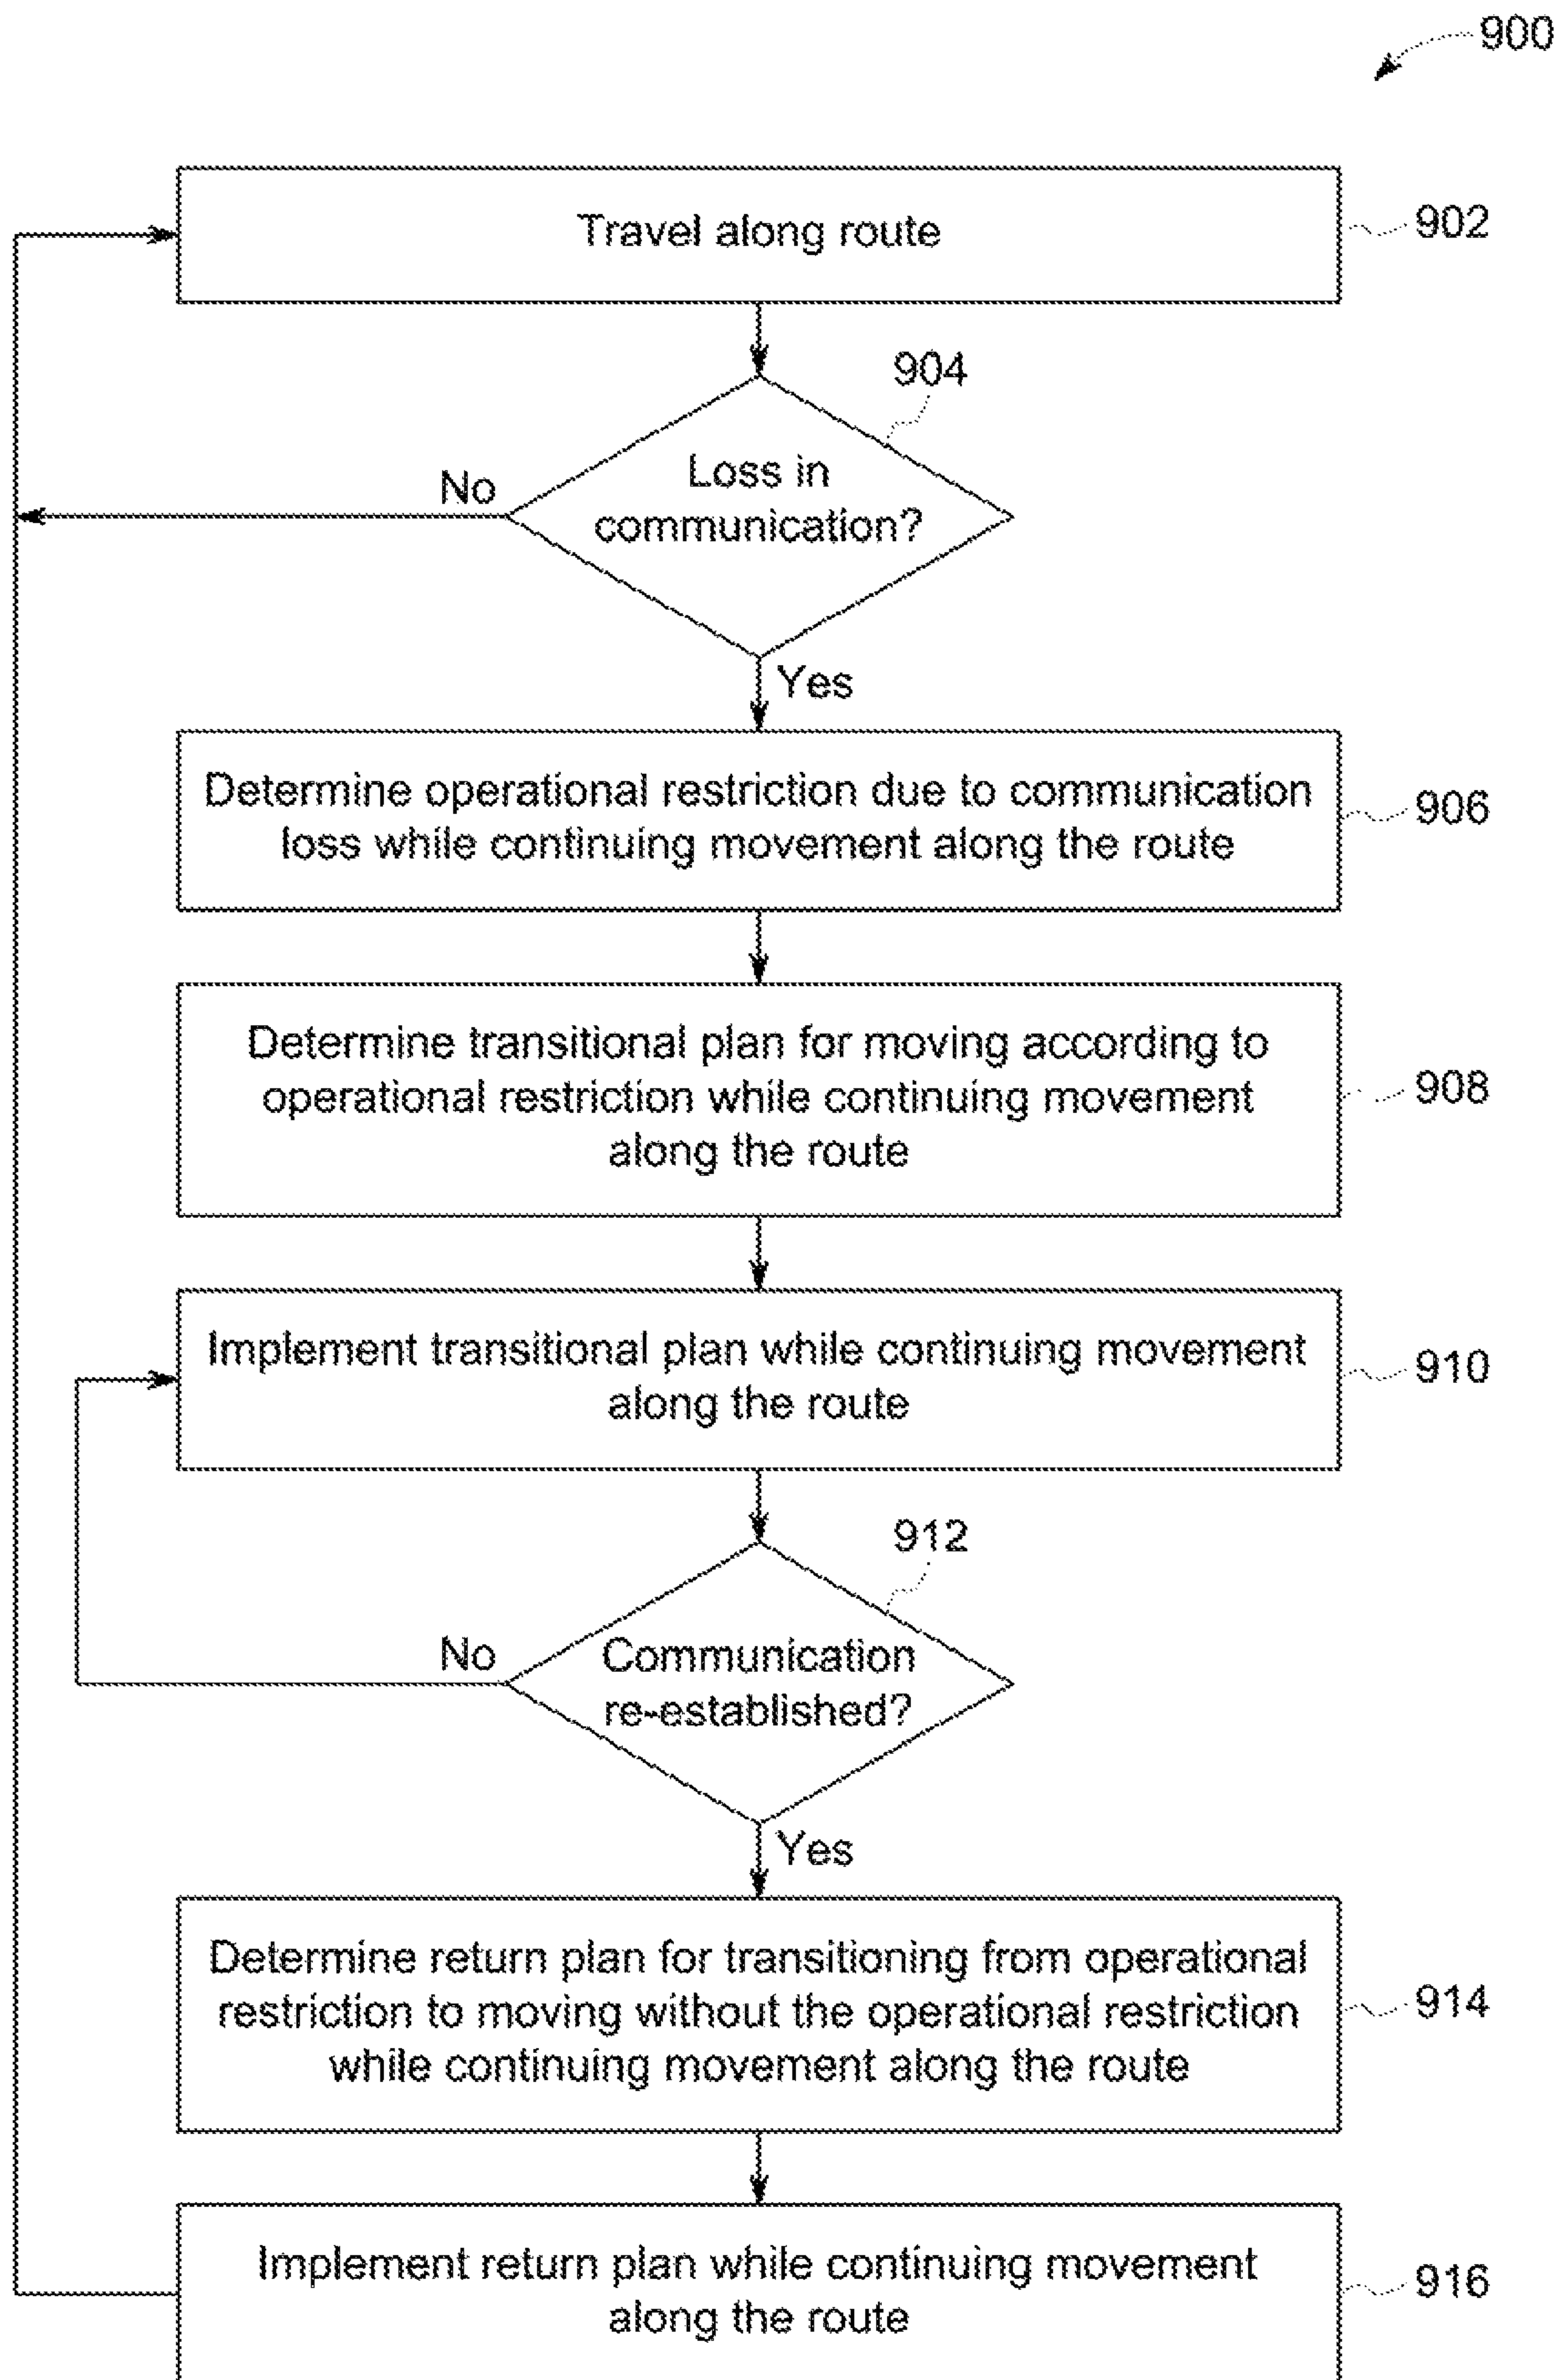 900
Travel along route
902
904
Loss in
communication?
No
Yes
Determine operational restriction due to communication
loss while continuing movement along the route
906
Determine transitional plan for moving according to
operational restriction while continuing movement
along the route
908
Implement transitional plan while continuing movement
along the route
910
912
Communication
re-established?
No
Yes
Determine return plan for transitioning from operational
restriction to moving without the operational restriction
while continuing movement along the route
914
Implement return plan while continuing movement
along the route
916